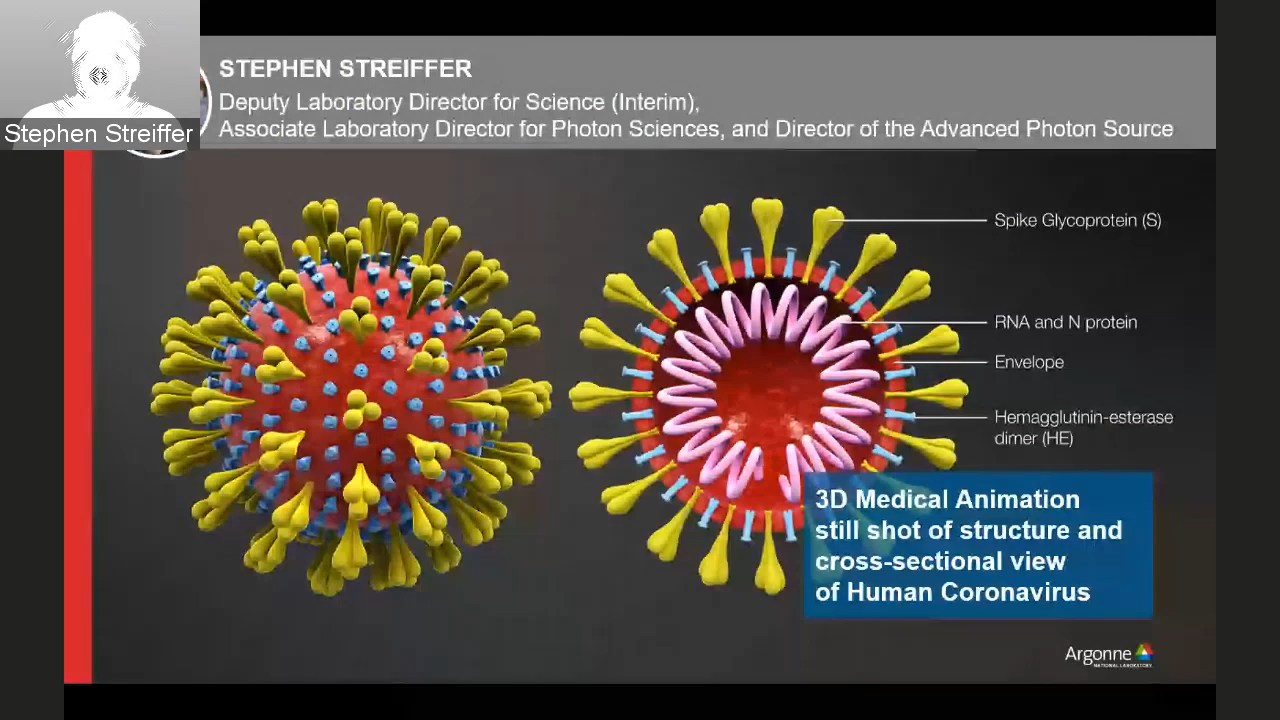 STEPHEN STREIFFER
Deputy Laboratory Director for Science (Interim),
Associate Laboratory Director for Photon Sciences, and Director of the Advanced Photon Source
Stephen Streiffer
Spike Glycoprotein (S)
RNA and N protein
Envelope
Hemagglutinin-esterase
dimer (HE)
3D Medical Animation
still shot of structure and
cross-sectional view
of Human Coronavirus
Argonne
NATIONAL LABORATORY